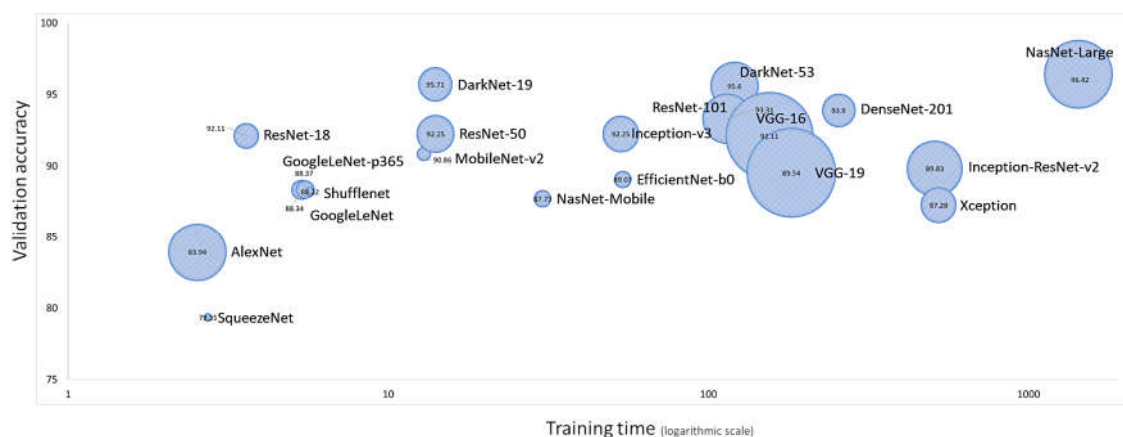 100
NasNet-Large
96.42
DarkNet-53
95.6
95.71 DarkNet-19
95
ResNet-101 93.31
93.8 DenseNet-201
VGG-16
92.11
92.11 ResNet-18
92.25 ResNet-50
92.25 Inception-v3
90.86 MobileNet-v2
90
GoogleLeNet-p365
88.37
89.83 Inception-ResNet-v2
89.54 VGG-19
89.07 EfficientNet-b0
Shufflenet
88.34 GoogleLeNet
87.73 NasNet-Mobile
87.28 Xception
85
83.94 AlexNet
80
SqueezeNet
75
1 10 100 1000
Validation accuracy
Training time (logarithmic scale)